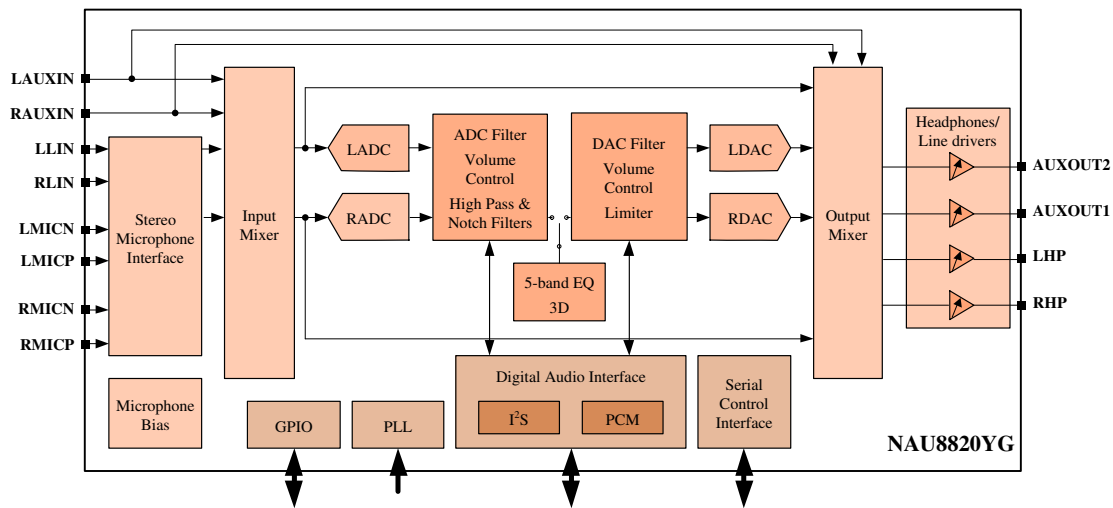 LAUXIN
RAUXIN
LLIN
RLIN
LMICN
LMICP
RMICN
RMICP
Stereo
Microphone
Interface
Microphone
Bias
Input
Mixer
LADC
RADC
ADC Filter
Volume
Control
High Pass &
Notch Filters
DAC Filter
Volume
Control
Limiter
5-band EQ
3D
LDAC
RDAC
Output
Mixer
Headphones/
Line drivers
AUXOUT2
AUXOUT1
LHP
RHP
GPIO
PLL
Digital Audio Interface
I²S
PCM
Serial
Control
Interface
NAU8820YG